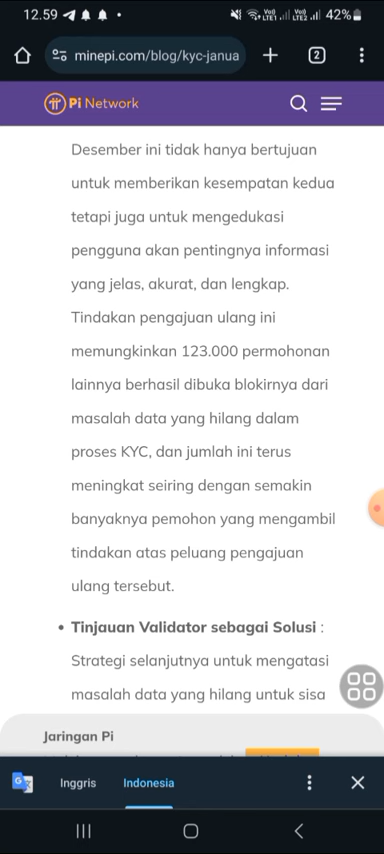 12.59
42%
minepi.com/blog/kyc-janua
2
Pi Network
Desember ini tidak hanya bertujuan
untuk memberikan kesempatan kedua
tetapi juga untuk mengedukasi
pengguna akan pentingnya informasi
yang jelas, akurat, dan lengkap.
Tindakan pengajuan ulang ini
memungkinkan 123.000 permohonan
lainnya berhasil dibuka blokirnya dari
masalah data yang hilang dalam
proses KYC, dan jumlah ini terus
meningkat seiring dengan semakin
banyaknya pemohon yang mengambil
tindakan atas peluang pengajuan
ulang tersebut.
• Tinjauan Validator sebagai Solusi :
Strategi selanjutnya untuk mengatasi
masalah data yang hilang untuk sisa
Jaringan Pi
Inggris
Indonesia